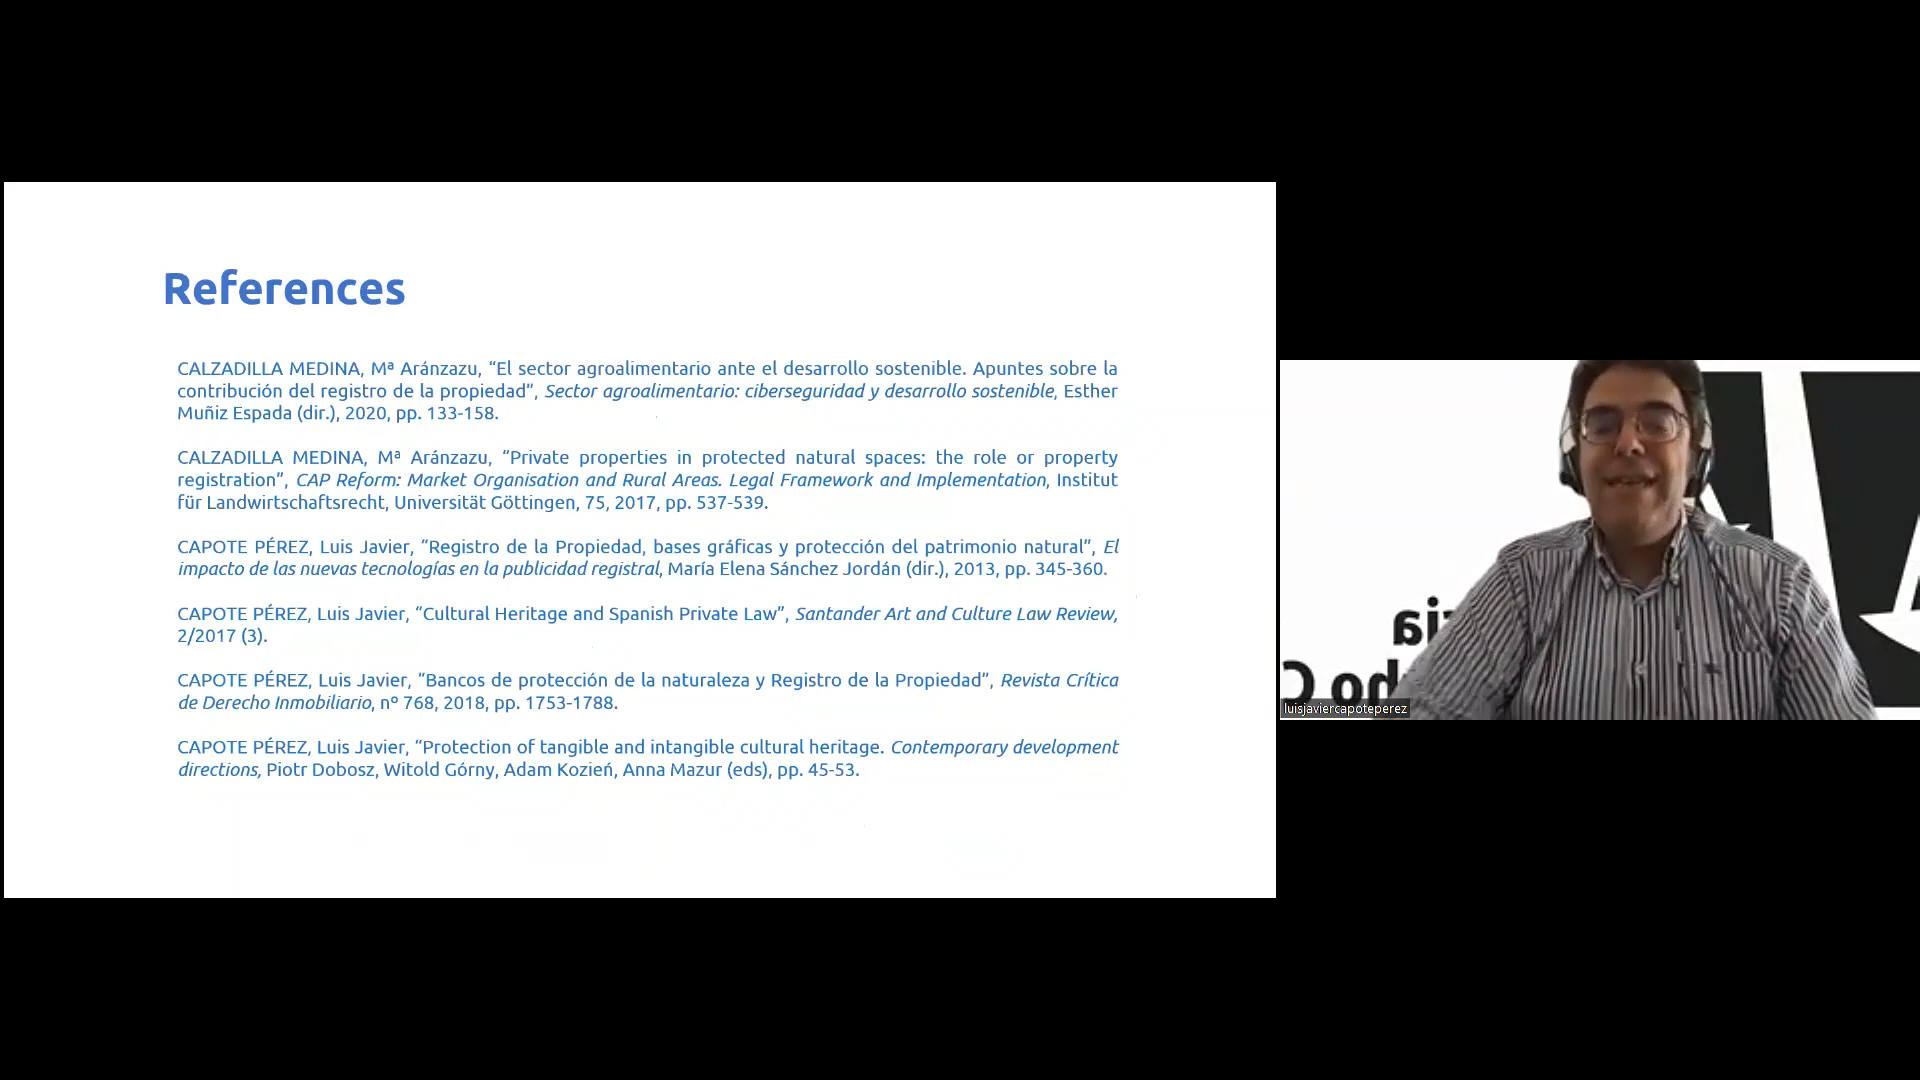 References
CALZADILLA MEDINA, Mª Aránzazu, “El sector agroalimentario ante el desarrollo sostenible. Apuntes sobre la
contribución del registro de la propiedad”, Sector agroalimentario: ciberseguridad y desarrollo sostenible, Esther
Muñiz Espada (dir.), 2020, pp. 133-158.
CALZADILLA MEDINA, Mª Aránzazu, “Private properties in protected natural spaces: the role or property
registration”, CAP Reform: Market Organisation and Rural Areas. Legal Framework and Implementation, Institut
für Landwirtschaftsrecht, Universität Göttingen, 75, 2017, pp. 537-539.
CAPOTE PÉREZ, Luis Javier, “Registro de la Propiedad, bases gráficas y protección del patrimonio natural”, El
impacto de las nuevas tecnologías en la publicidad registral, María Elena Sánchez Jordán (dir.), 2013, pp. 345-360.
CAPOTE PÉREZ, Luis Javier, “Cultural Heritage and Spanish Private Law”, Santander Art and Culture Law Review,
2/2017 (3).
CAPOTE PÉREZ, Luis Javier, “Bancos de protección de la naturaleza y Registro de la Propiedad”, Revista Crítica
de Derecho Inmobiliario, nº 768, 2018, pp. 1753-1788.
CAPOTE PÉREZ, Luis Javier, “Protection of tangible and intangible cultural heritage. Contemporary development
directions, Piotr Dobosz, Witold Górny, Adam Kozień, Anna Mazur (eds), pp. 45-53.
luisjaviercapoteperez